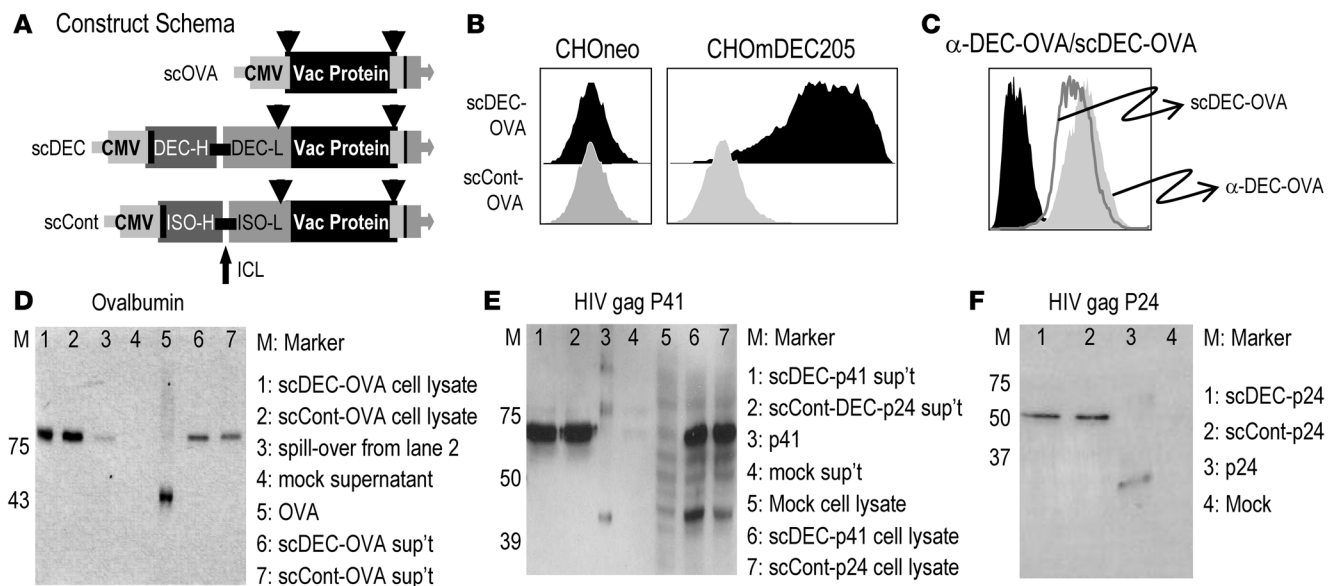 A Construct Schema
scOVA CMV Vac Protein
scDEC CMV DEC-H DEC-L Vac Protein
scCont CMV ISO-H ISO-L Vac Protein
ICL
B
CHOneo CHOmDEC205
scDEC-
OVA
scCont-
OVA
C
α-DEC-OVA/scDEC-OVA
scDEC-OVA
α-DEC-OVA
D Ovalbumin
M 1 2 3 4 5 6 7
75
43
M: Marker
1: scDEC-OVA cell lysate
2: scCont-OVA cell lysate
3: spill-over from lane 2
4: mock supernatant
5: OVA
6: scDEC-OVA sup't
7: scCont-OVA sup't
E HIV gag P41
M 1 2 3 4 5 6 7
75
50
39
M: Marker
1: scDEC-p41 sup't
2: scCont-DEC-p24 sup't
3: p41
4: mock sup't
5: Mock cell lysate
6: scDEC-p41 cell lysate
7: scCont-p24 cell lysate
F HIV gag P24
M 1 2 3 4
75
50
37
M: Marker
1: scDEC-p24
2: scCont-p24
3: p24
4: Mock